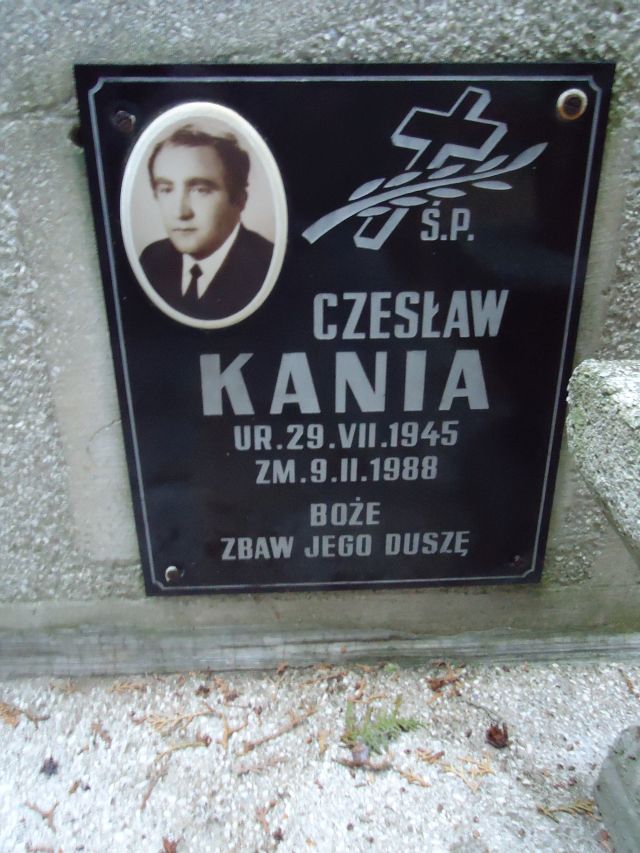 Ś.P.
CZESŁAW
KANIA
UR. 29.VII.1945
ZM. 9.II.1988
BOŻE
ZBAW JEGO DUSZĘ